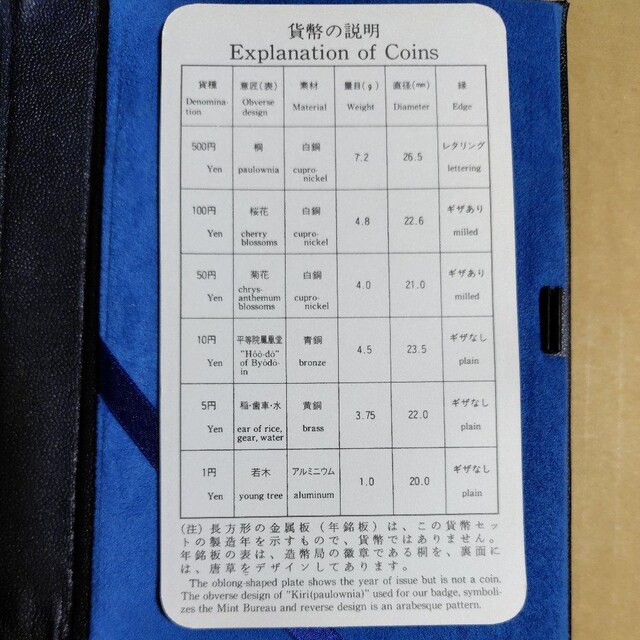 貨幣の説明
Explanation of Coins
貨種 意匠(表) 素材 量目(g) 直径(mm) 縁
Denomina-
tion Obverse
design Material Weight Diameter Edge
500円 桐 白銅 7.2 26.5 レタリング
Yen paulownia cupro-
nickel lettering
100円 桜花 白銅 4.8 22.6 ギザあり
Yen cherry
blossoms cupro-
nickel milled
50円 菊花 白銅 4.0 21.0 ギザあり
Yen chrys-
anthemum
blossoms cupro-
nickel milled
10円 平等院鳳凰堂 青銅 4.5 23.5 ギザなし
Yen "Hōō-dō"
of Byōdō-
in bronze plain
5円 稲・歯車・水 黄銅 3.75 22.0 ギザなし
Yen ear of rice,
gear, water brass plain
1円 若木 アルミニウム 1.0 20.0 ギザなし
Yen young tree aluminum plain
(注)長方形の金属板(年銘板)は、この貨幣セッ
トの製造年を示すもので、貨幣ではありません。
年銘板の表は、造幣局の徽章である桐を、裏面に
は、唐草をデザインしてあります。
The oblong-shaped plate shows the year of issue but is not a coin.
The obverse design of "Kiri(paulownia)" used for our badge, symboli-
zes the Mint Bureau and reverse design is an arabesque pattern.